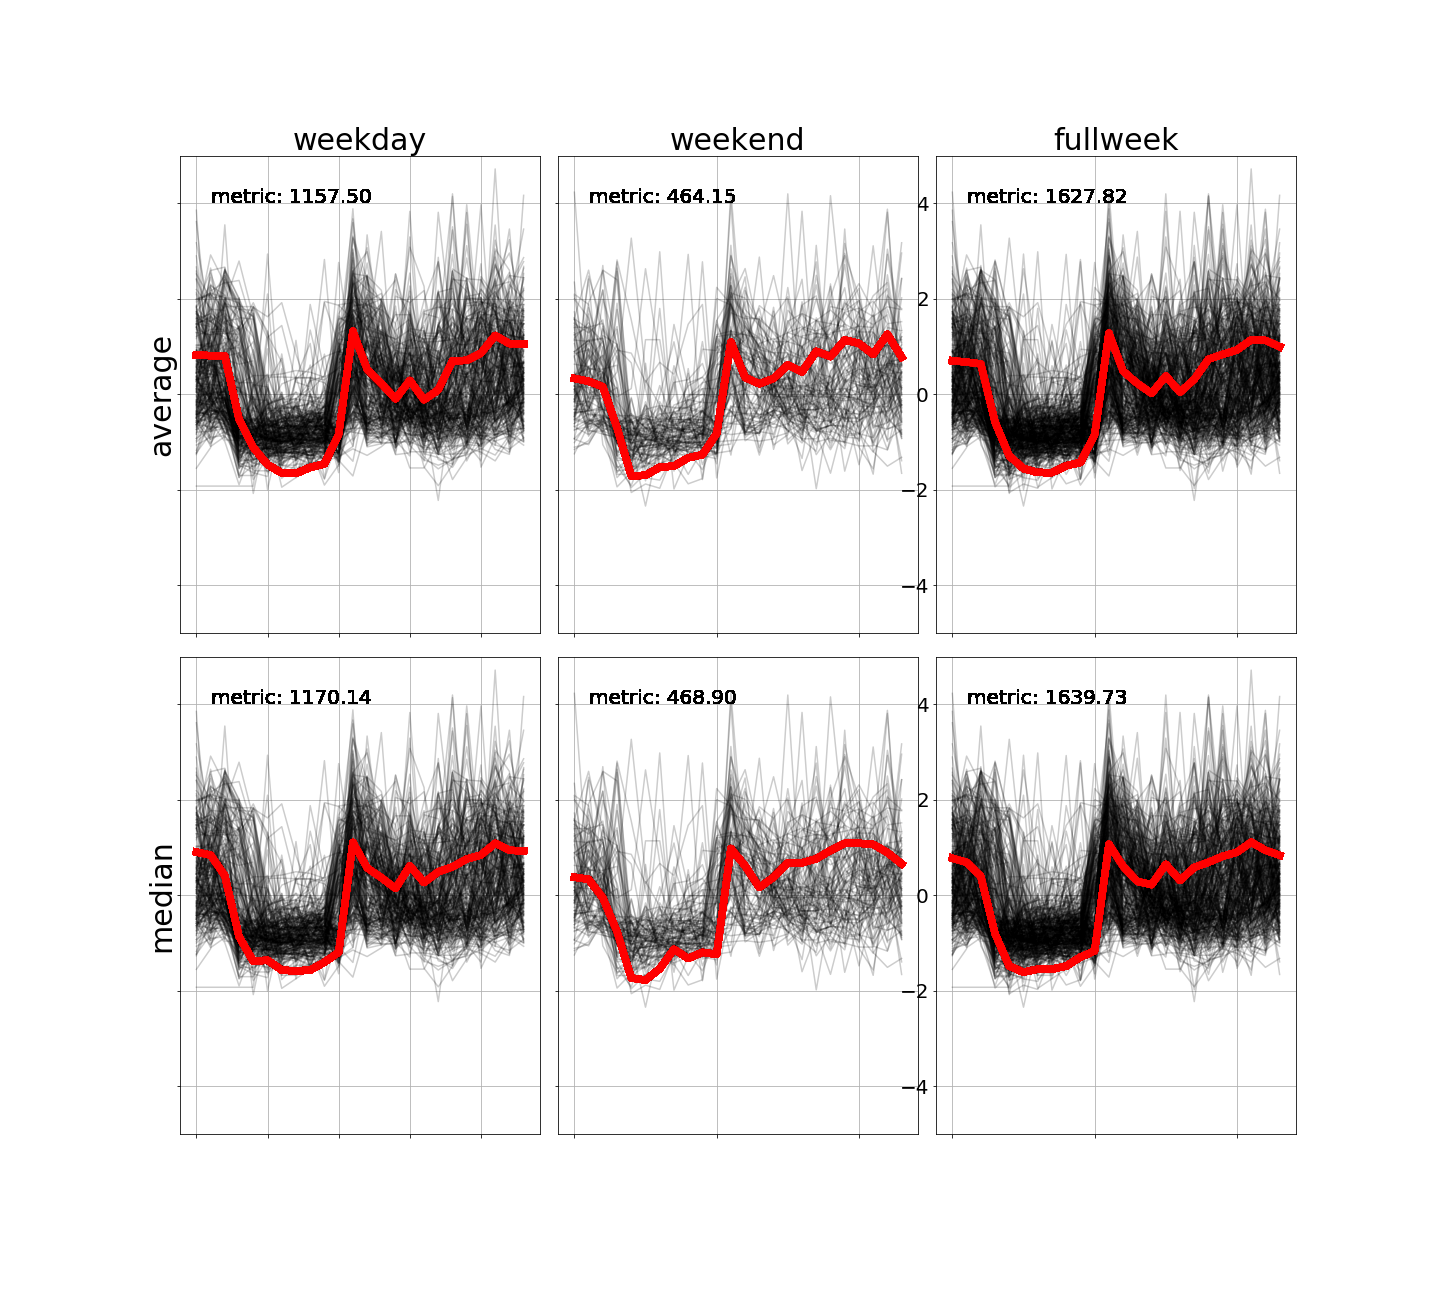 weekday weekend fullweek
metric: 1157.50 metric: 464.15 metric: 1627.82
average
4
2
0
−2
−4
metric: 1170.14 metric: 468.90 metric: 1639.73
median
4
2
0
−2
−4